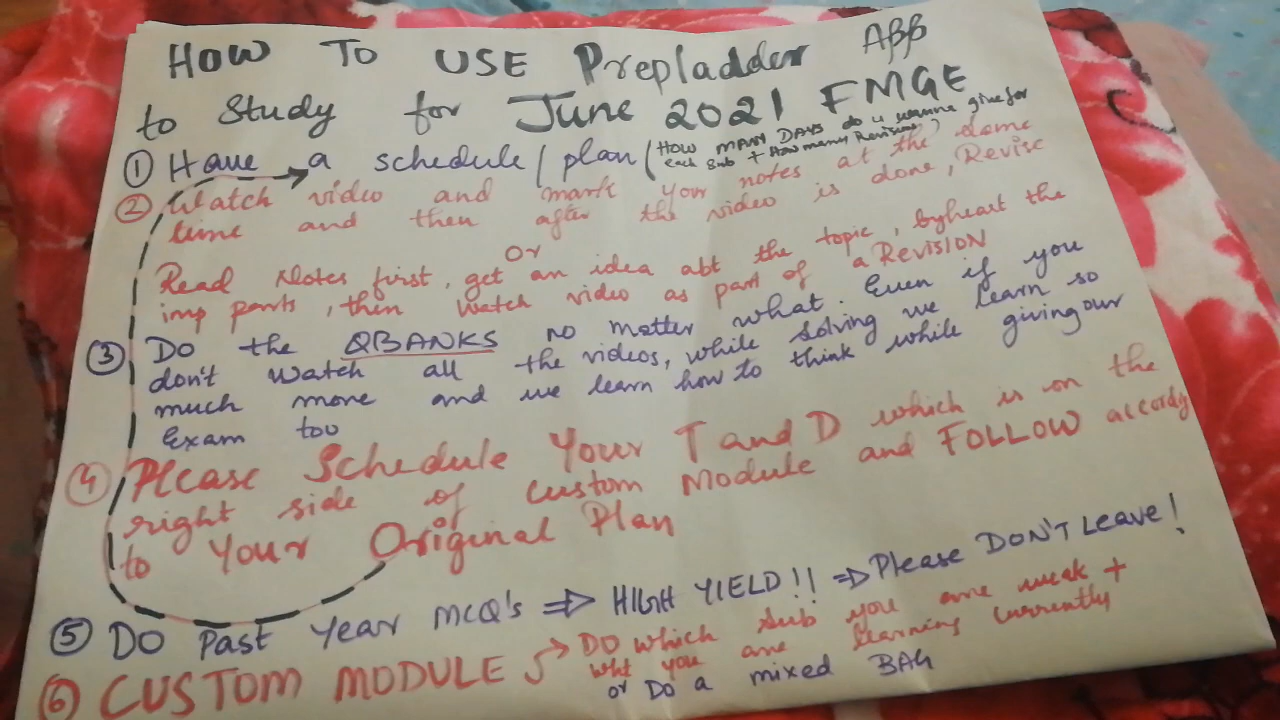 HOW TO USE Prepladder App
to Study for June 2021 FMGE
① Have a schedule / plan (HOW MANY DAYS do u wanna give for
each sub + How many Revisions)
② Watch video and mark your notes at the same
time and then after the video is done, Revise
Or
Read Notes first, get an idea abt the topic, byheart the
imp parts, then Watch video as part of a REVISION
③ Do the QBANKS no matter what. Even if you
don't watch all the videos, while solving we learn so
much more and we learn how to think while giving our
Exam too
④ Please Schedule Your T and D which is on the
right side of custom Module and FOLLOW accordg
to Your Original Plan
⑤ DO Past Year MCQ's ⇒ HIGH YIELD!! ⇒ Please DON'T Leave!
⑥ CUSTOM MODULE → DO which sub you are weak +
wht you are learning currently
or Do a mixed BAG